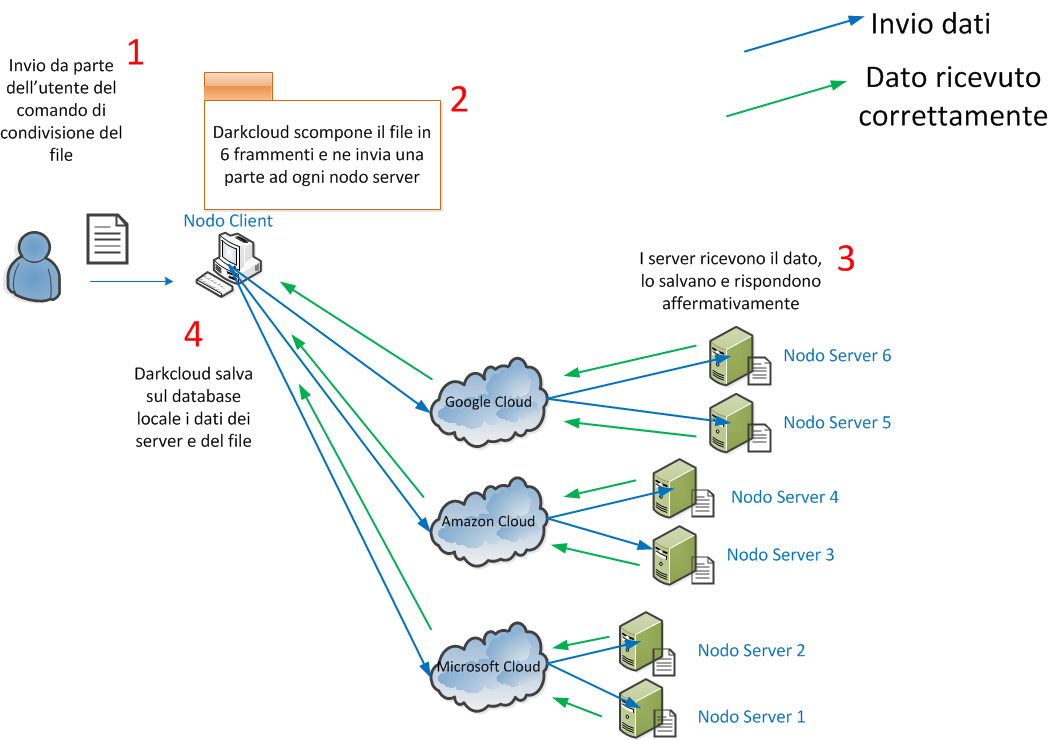 Invio dati
Dato ricevuto
correttamente
1
Invio da parte
dell'utente del
comando di
condivisione del
file
2
Darkcloud scompone il file in
6 frammenti e ne invia una
parte ad ogni nodo server
Nodo Client
3
I server ricevono il dato,
lo salvano e rispondono
affermativamente
4
Darkcloud salva
sul database
locale i dati dei
server e del file
Google Cloud
Nodo Server 6
Nodo Server 5
Amazon Cloud
Nodo Server 4
Nodo Server 3
Microsoft Cloud
Nodo Server 2
Nodo Server 1